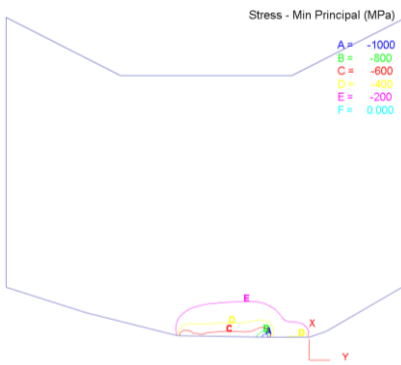 Stress - Min Principal (MPa)
A = -1000
B = -800
C = -600
D = -400
E = -200
F = 0.000
E
D
C
B
A
D
X
Y